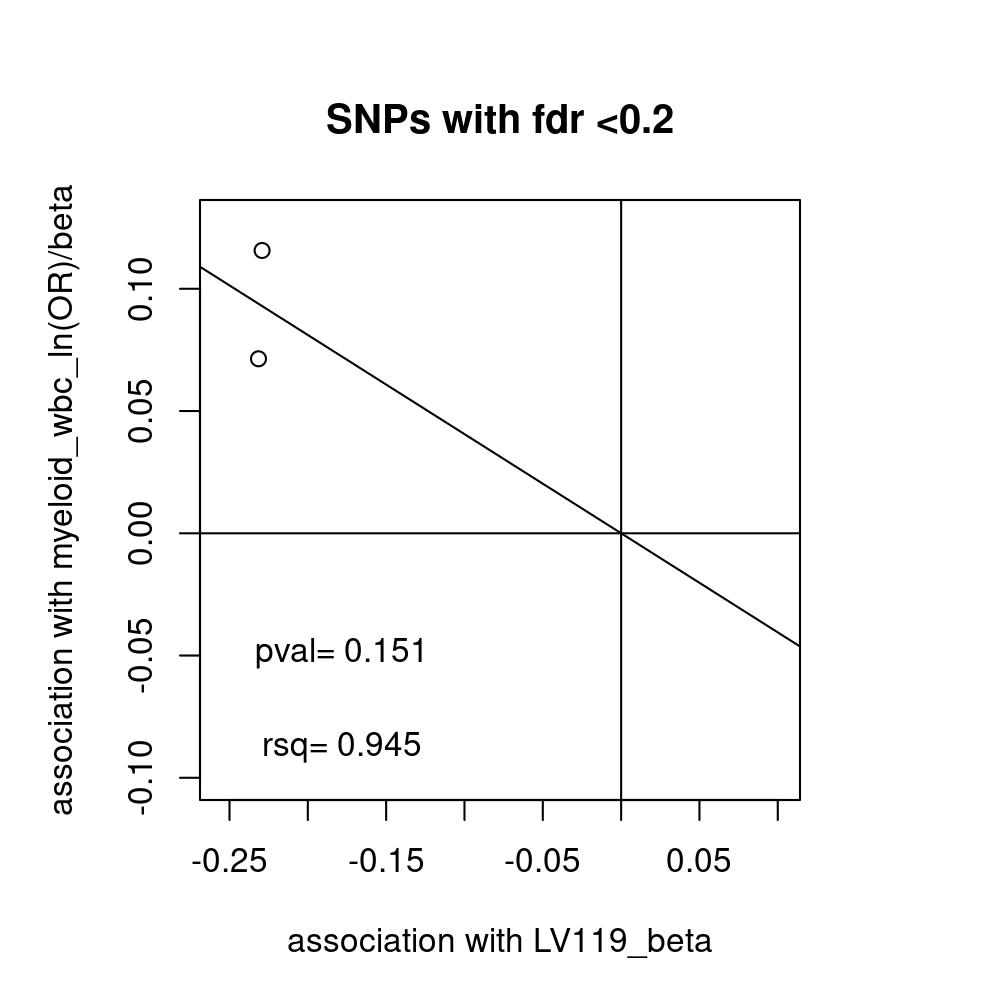 SNPs with fdr <0.2
association with myeloid_wbc_ln(OR)/beta
0.10
0.05
0.00
-0.05
-0.10
pval= 0.151
rsq= 0.945
-0.25 -0.15 -0.05 0.05
association with LV119_beta